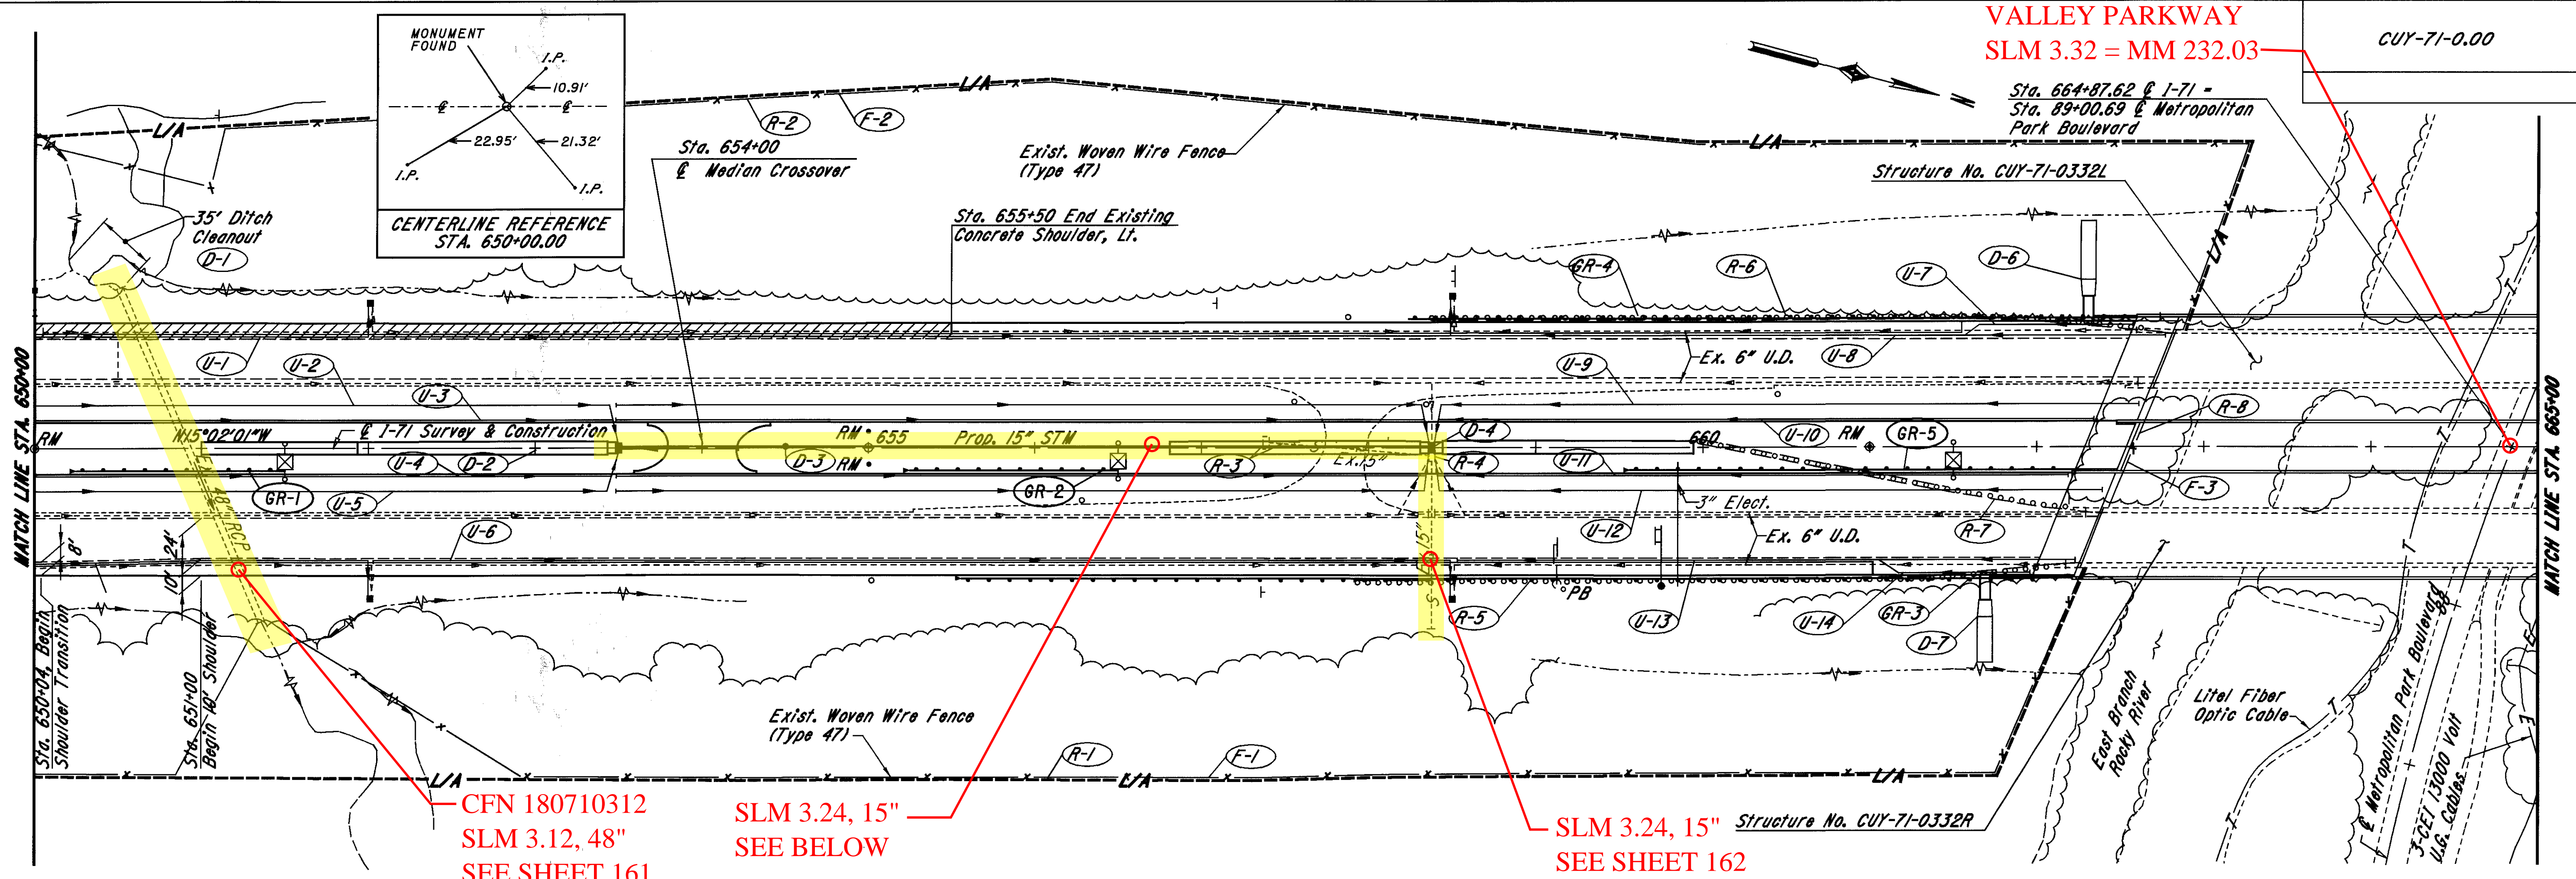 VALLEY PARKWAY
SLM 3.32 = MM 232.03
CUY-71-0.00
MONUMENT
FOUND
I.P.
10.91'
℄
℄
22.95'
21.32'
I.P.
I.P.
CENTERLINE REFERENCE
STA. 650+00.00
L/A
R-2
F-2
L/A
Sta. 654+00
℄ Median Crossover
Exist. Woven Wire Fence
(Type 47)
Sta. 664+87.62 ℄ I-71 =
Sta. 89+00.69 ℄ Metropolitan
Park Boulevard
L/A
Structure No. CUY-71-0332L
35' Ditch
Cleanout
D-1
Sta. 655+50 End Existing
Concrete Shoulder, Lt.
L/A
GR-4
R-6
U-7
D-6
T
MATCH LINE STA. 650+00
U-1
U-2
U-3
Ex. 6" U.D.
U-8
U-9
R-8
MATCH LINE STA. 665+00
RM
N15°02'01"W
℄ I-71 Survey & Construction
RM
655
Prop. 15" STM
D-4
660
U-10
RM
GR-5
T
U-4
D-2
D-3
RM
R-3
S
Ex. 15"
R-4
U-11
GR-1
U-5
GR-2
F-3
Ex. 48" RCP
3" Elect.
U-6
U-12
R-7
Ex. 15"
Ex. 6" U.D.
8'
10'
24'
S
R-5
PB
U-13
U-14
GR-3
D-7
T
88
Sta. 650+04, Begin
Shoulder Transition
Sta. 651+00
Begin 10' Shoulder
East Branch
Rocky River
Litel Fiber
Optic Cable
T
℄ Metropolitan Park Boulevard
3-CEI 13000 Volt
U.G. Cables
E
E
E
Exist. Woven Wire Fence
(Type 47)
R-1
F-1
L/A
L/A
L/A
T
CFN 180710312
SLM 3.12, 48"
SEE SHEET 161
SLM 3.24, 15"
SEE BELOW
SLM 3.24, 15"
SEE SHEET 162
Structure No. CUY-71-0332R